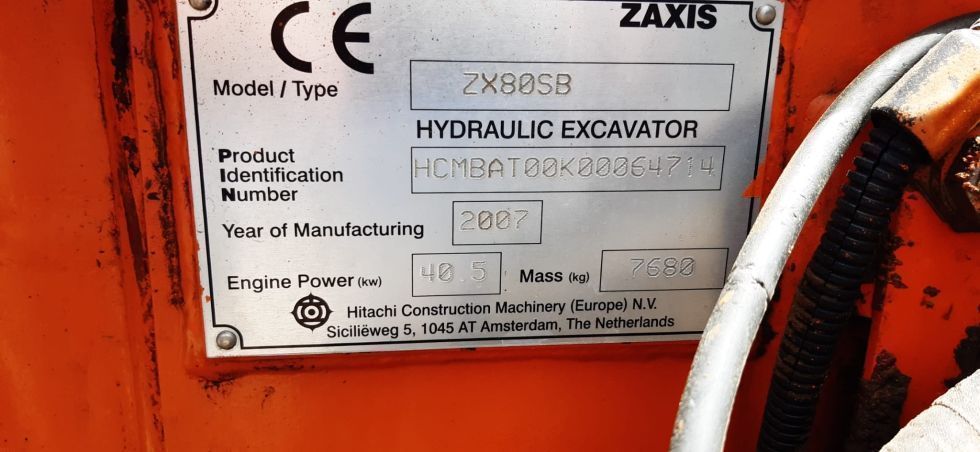 CE ZAXIS
Model / Type ZX80SB
HYDRAULIC EXCAVATOR
Product
Identification HCMBAT00K00064714
Number
Year of Manufacturing 2007
Engine Power (kw) 40.5 Mass (kg) 7680
Hitachi Construction Machinery (Europe) N.V.
Siciliëweg 5, 1045 AT Amsterdam, The Netherlands